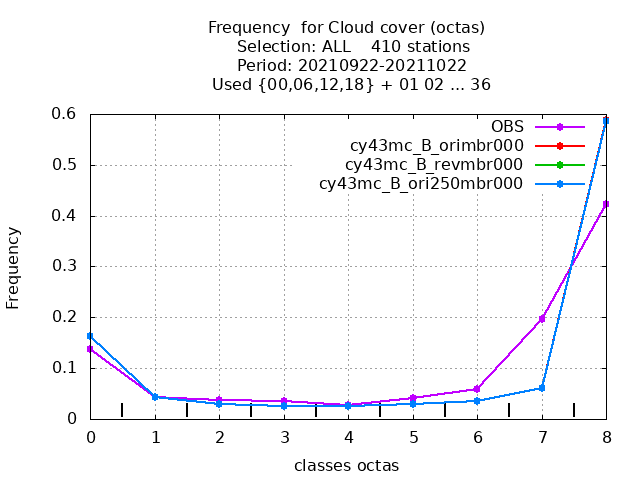 Frequency  for Cloud cover (octas)
Selection: ALL    410 stations
Period: 20210922-20211022
Used {00,06,12,18} + 01 02 ... 36
OBS
cy43mc_B_orimbr000
cy43mc_B_revmbr000
cy43mc_B_ori250mbr000
Frequency
0.6
0.5
0.4
0.3
0.2
0.1
0
0 1 2 3 4 5 6 7 8
classes octas